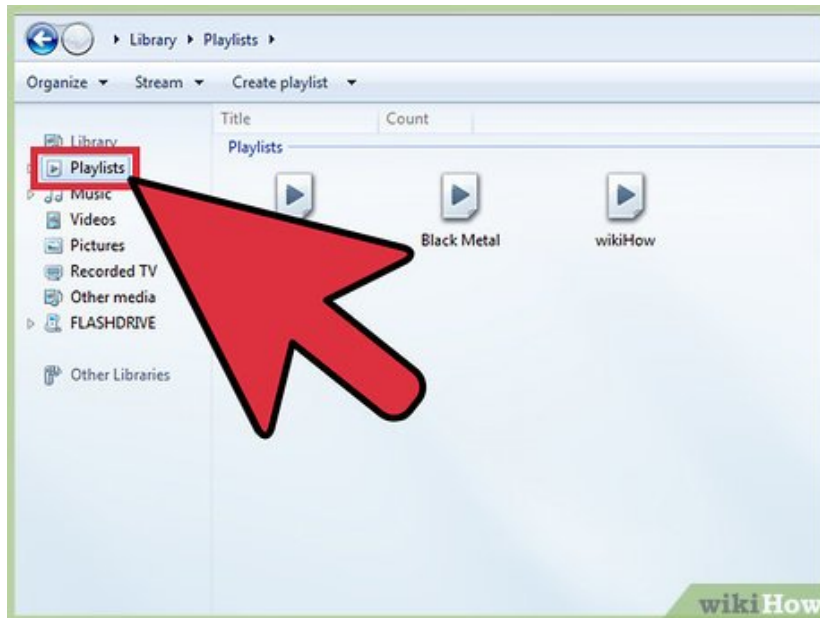 Library Playlists
Organize Stream Create playlist
Title Count
Library
Playlists
Playlists
Music
Videos
Pictures
Recorded TV
Other media
FLASHDRIVE
Other Libraries
Black Metal
wikiHow
wikiHow